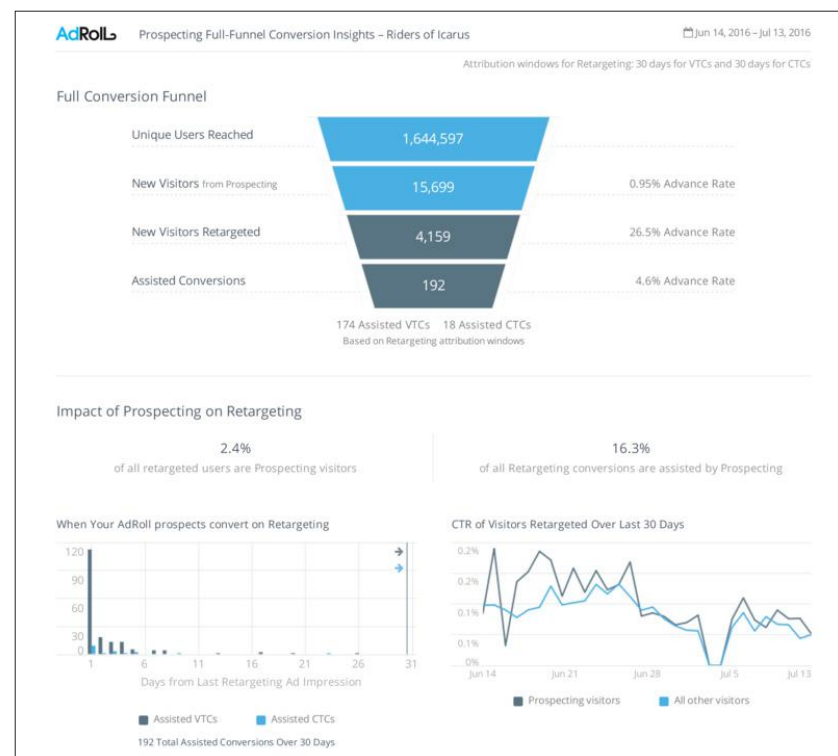 AdRoll Prospecting Full-Funnel Conversion Insights – Riders of Icarus Jun 14, 2016 – Jul 13, 2016
Attribution windows for Retargeting: 30 days for VTCs and 30 days for CTCs
Full Conversion Funnel
Unique Users Reached 1,644,597
New Visitors from Prospecting 15,699 0.95% Advance Rate
New Visitors Retargeted 4,159 26.5% Advance Rate
Assisted Conversions 192 4.6% Advance Rate
174 Assisted VTCs 18 Assisted CTCs
Based on Retargeting attribution windows
Impact of Prospecting on Retargeting
2.4%
of all retargeted users are Prospecting visitors
16.3%
of all Retargeting conversions are assisted by Prospecting
When Your AdRoll prospects convert on Retargeting
120
90
60
30
0
1 6 11 16 21 26 31
Days from Last Retargeting Ad Impression
Assisted VTCs Assisted CTCs
192 Total Assisted Conversions Over 30 Days
CTR of Visitors Retargeted Over Last 30 Days
0.2%
0.2%
0.1%
0.1%
0%
Jun 14 Jun 21 Jun 28 Jul 5 Jul 13
Prospecting visitors All other visitors